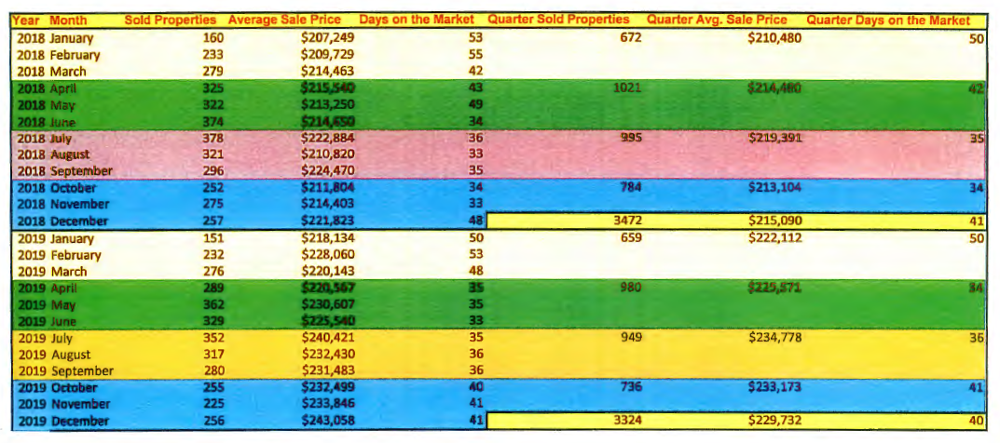 Year Month Sold Properties Average Sale Price Days on the Market Quarter Sold Properties Quarter Avg. Sale Price Quarter Days on the Market
2018 January 160 $207,249 53 672 $210,480 50
2018 February 233 $209,729 55
2018 March 279 $214,463 42
2018 April 325 $215,540 43 1021 $214,480 42
2018 May 322 $213,250 49
2018 June 374 $214,650 34
2018 July 378 $222,884 36 995 $219,391 35
2018 August 321 $210,820 33
2018 September 296 $224,470 35
2018 October 252 $211,804 34 784 $213,104 34
2018 November 275 $214,403 33
2018 December 257 $221,823 48 3472 $215,090 41
2019 January 151 $218,134 50 659 $222,112 50
2019 February 232 $228,060 53
2019 March 276 $220,143 48
2019 April 289 $220,567 35 980 $225,571 34
2019 May 362 $230,607 35
2019 June 329 $225,540 33
2019 July 352 $240,421 35 949 $234,778 36
2019 August 317 $232,430 36
2019 September 280 $231,483 36
2019 October 255 $232,499 40 736 $233,173 41
2019 November 225 $233,846 41
2019 December 256 $243,058 41 3324 $229,732 40